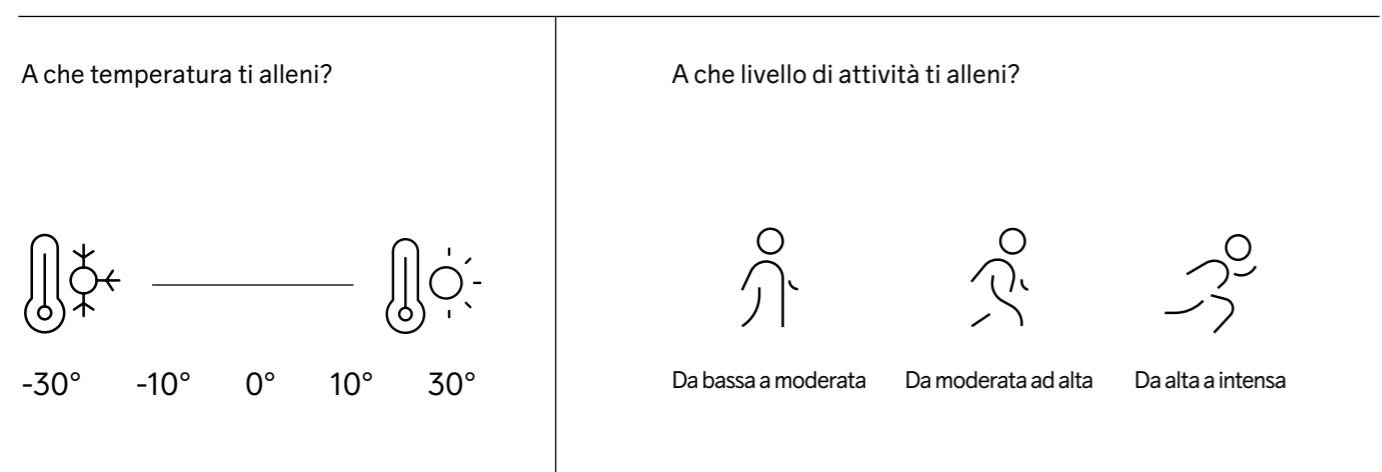 A che temperatura ti alleni?
-30° -10° 0° 10° 30°
A che livello di attività ti alleni?
Da bassa a moderata
Da moderata ad alta
Da alta a intensa